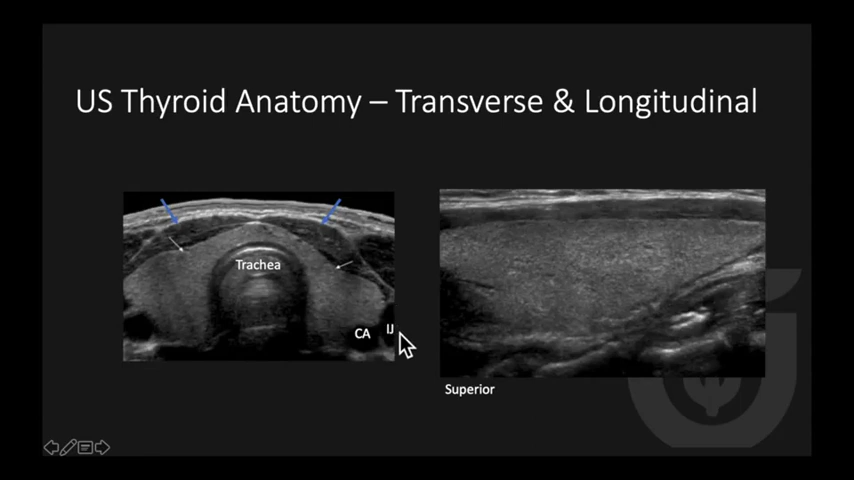 US Thyroid Anatomy – Transverse & Longitudinal
Trachea
CA
IJ
Superior